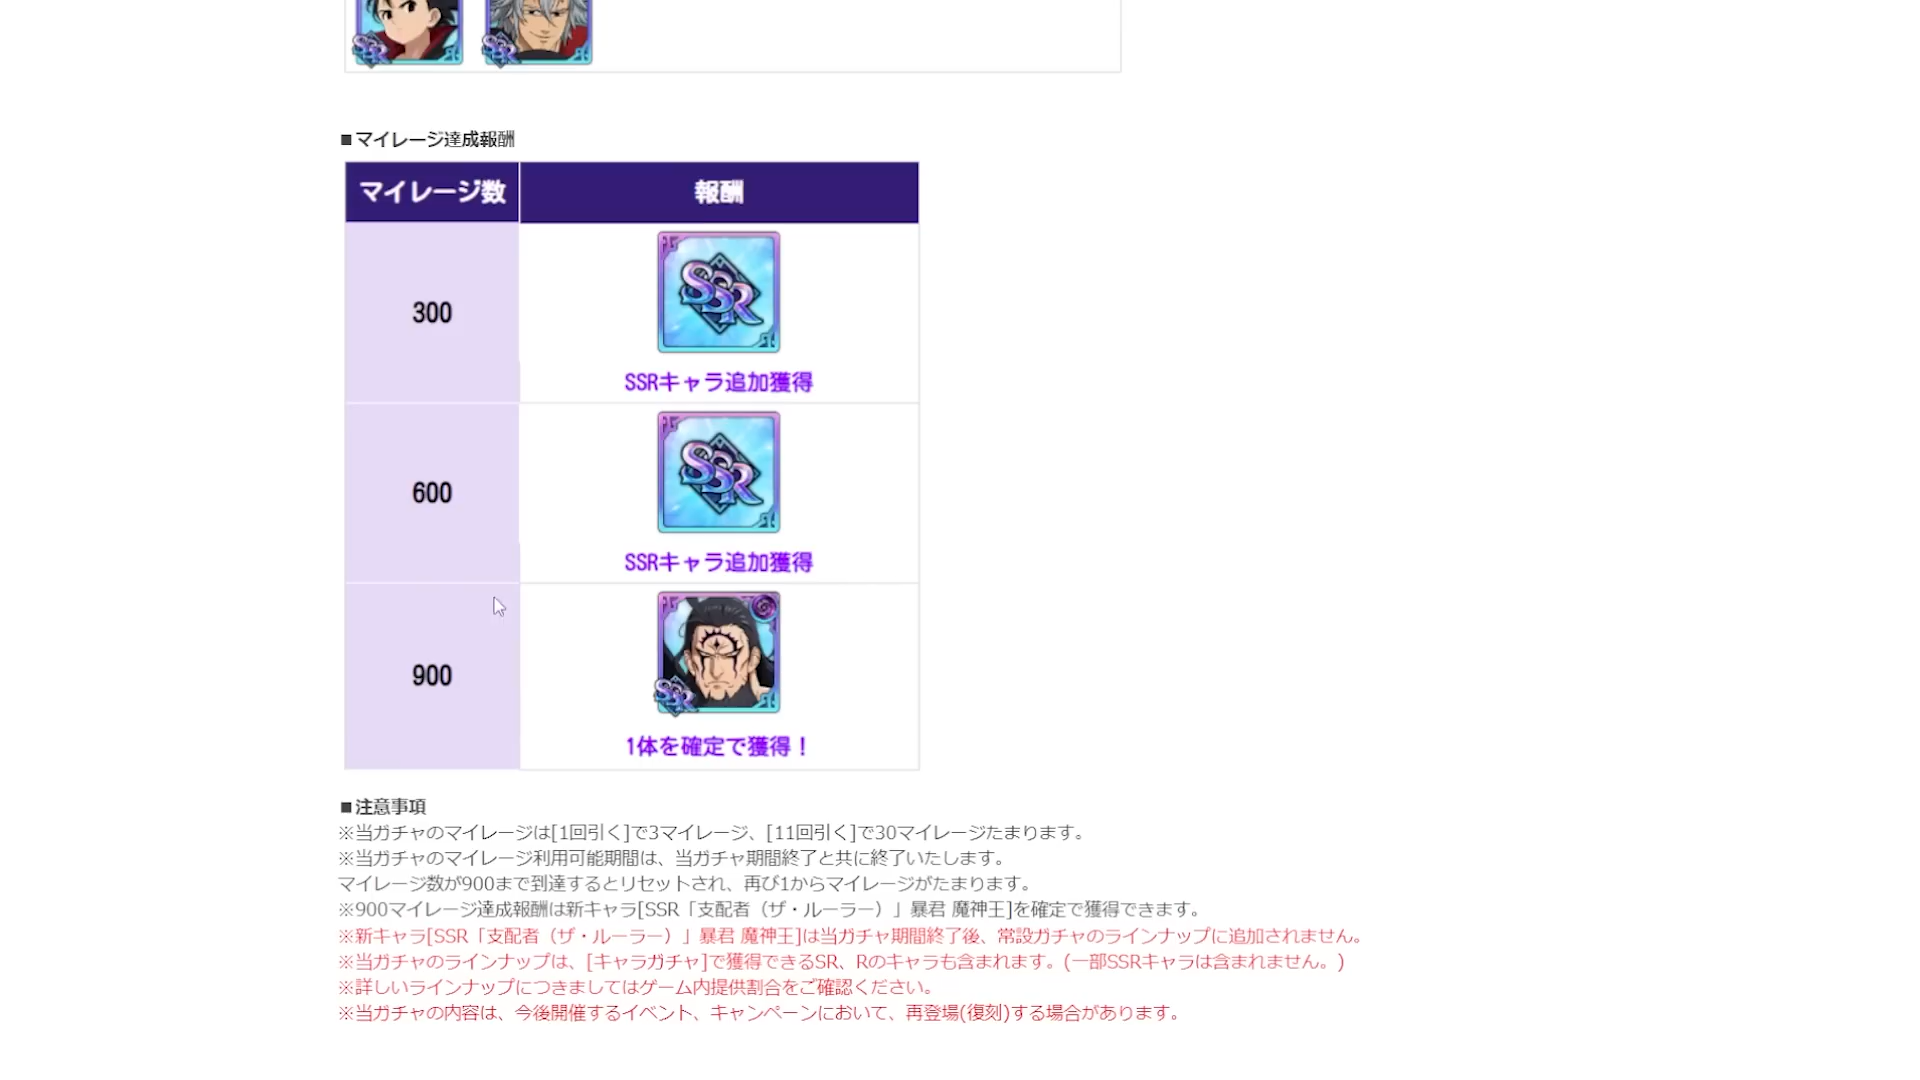 SSR
SSR
■マイレージ達成報酬
マイレージ数
報酬
300
SSR
SSRキャラ追加獲得
600
SSR
SSRキャラ追加獲得
900
SSR
1体を確定で獲得！
■注意事項
※当ガチャのマイレージは[1回引く]で3マイレージ、[11回引く]で30マイレージたまります。
※当ガチャのマイレージ利用可能期間は、当ガチャ期間終了と共に終了いたします。
マイレージ数が900まで到達するとリセットされ、再び1からマイレージがたまります。
※900マイレージ達成報酬は新キャラ[SSR「支配者（ザ・ルーラー）」暴君 魔神王]を確定で獲得できます。
※新キャラ[SSR「支配者（ザ・ルーラー）」暴君 魔神王]は当ガチャ期間終了後、常設ガチャのラインナップに追加されません。
※当ガチャのラインナップは、[キャラガチャ]で獲得できるSR、Rのキャラも含まれます。(一部SSRキャラは含まれません。)
※詳しいラインナップにつきましてはゲーム内提供割合をご確認ください。
※当ガチャの内容は、今後開催するイベント、キャンペーンにおいて、再登場(復刻)する場合があります。